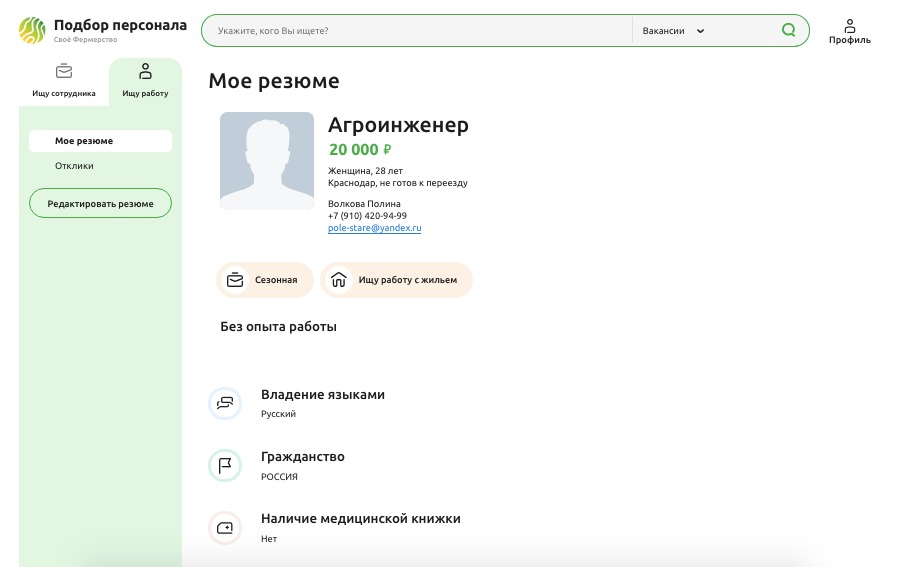 Подбор персонала
Своё Фермерство
Укажите, кого Вы ищете?
Вакансии
Профиль
Ищу сотрудника
Ищу работу
Мое резюме
Отклики
Редактировать резюме
Мое резюме
Агроинженер
20 000 ₽
Женщина, 28 лет
Краснодар, не готов к переезду
Волкова Полина
+7 (910) 420-94-99
pole-stare@yandex.ru
Сезонная
Ищу работу с жильем
Без опыта работы
Владение языками
Русский
Гражданство
РОССИЯ
Наличие медицинской книжки
Нет